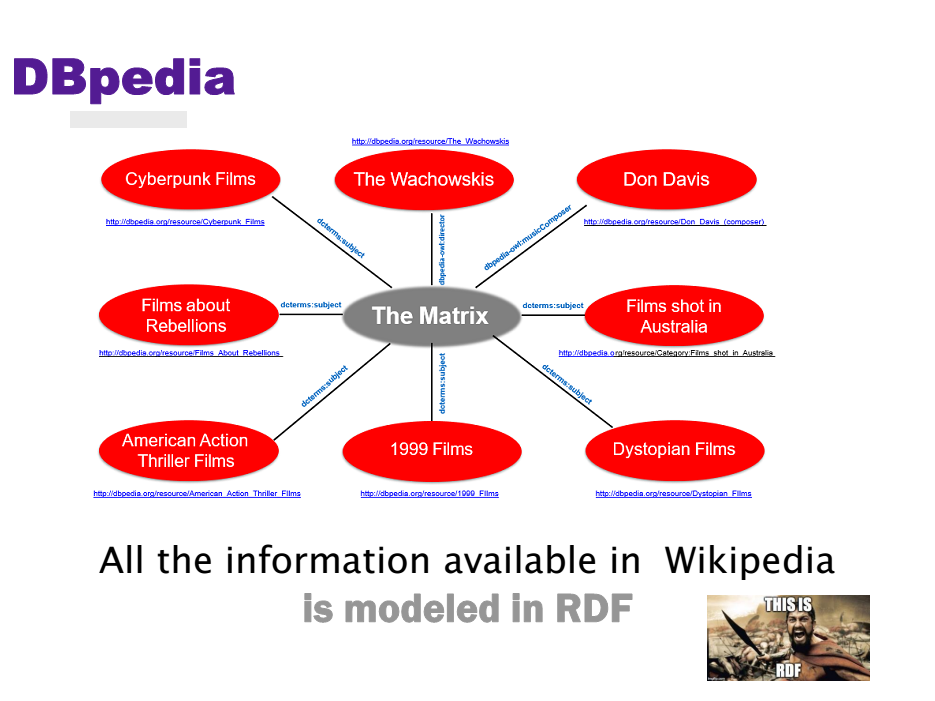 DBpedia
http://dbpedia.org/resource/The_Wachowskis
Cyberpunk Films
The Wachowskis
Don Davis
http://dbpedia.org/resource/Cyberpunk_Films
http://dbpedia.org/resource/Don_Davis_(composer)
dcterms:subject
dbpedia-owl:director
dbpedia-owl:musicComposer
Films about
Rebellions
dcterms:subject
The Matrix
dcterms:subject
Films shot in
Australia
http://dbpedia.org/resource/Films_About_Rebellions
http://dbpedia.org/resource/Category:Films_shot_in_Australia
dcterms:subject
dcterms:subject
dcterms:subject
American Action
Thriller Films
1999 Films
Dystopian Films
http://dbpedia.org/resource/American_Action_Thriller_FIlms
http://dbpedia.org/resource/1999_FIlms
http://dbpedia.org/resource/Dystopian_FIlms
All the information available in  Wikipedia
is modeled in RDF
THIS IS
RDF